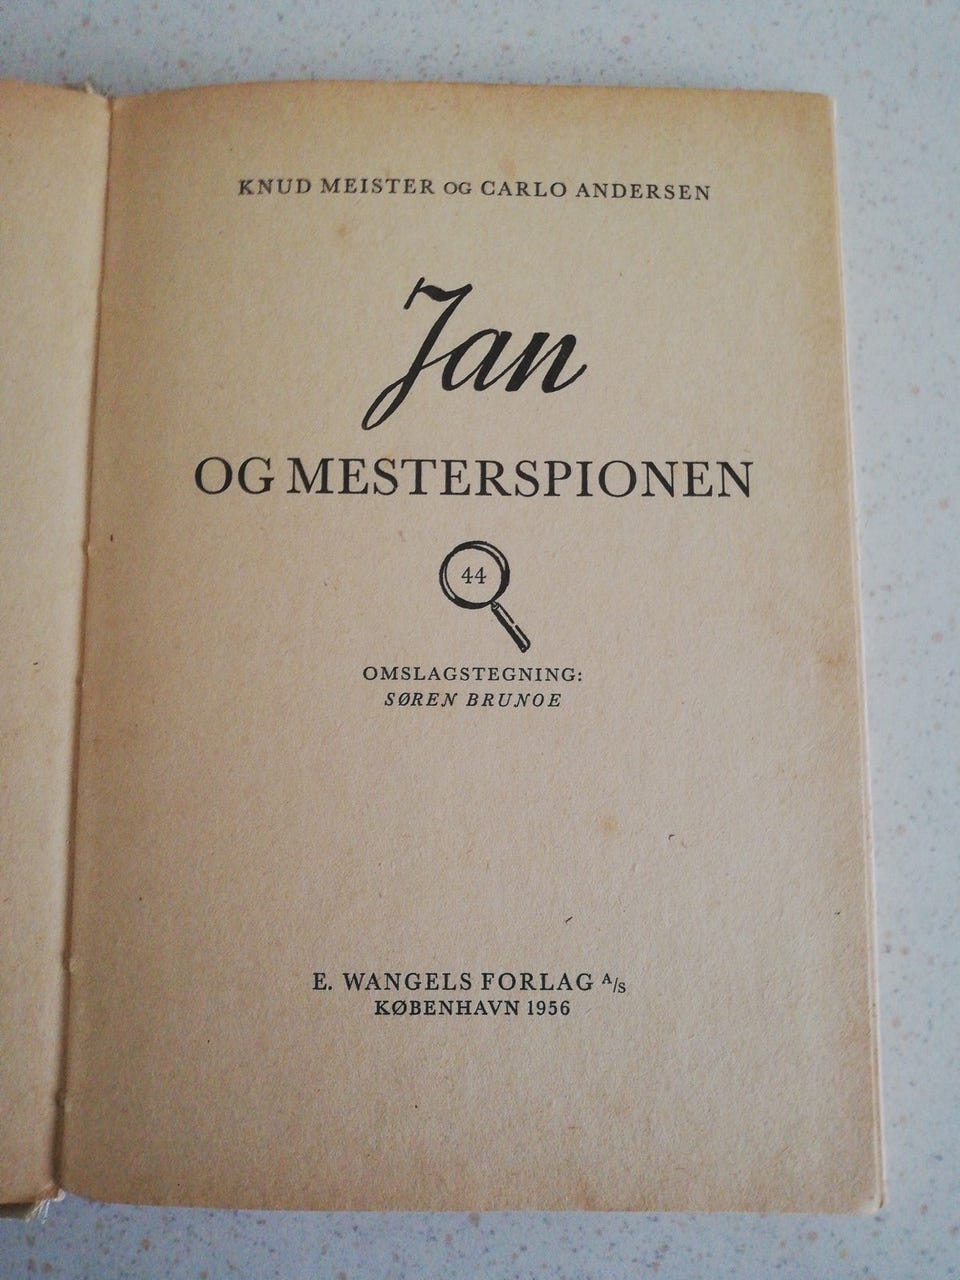 KNUD MEISTER OG CARLO ANDERSEN
Jan
OG MESTERSPIONEN
44
OMSLAGSTEGNING:
SØREN BRUNOE
E. WANGELS FORLAG A/S
KØBENHAVN 1956